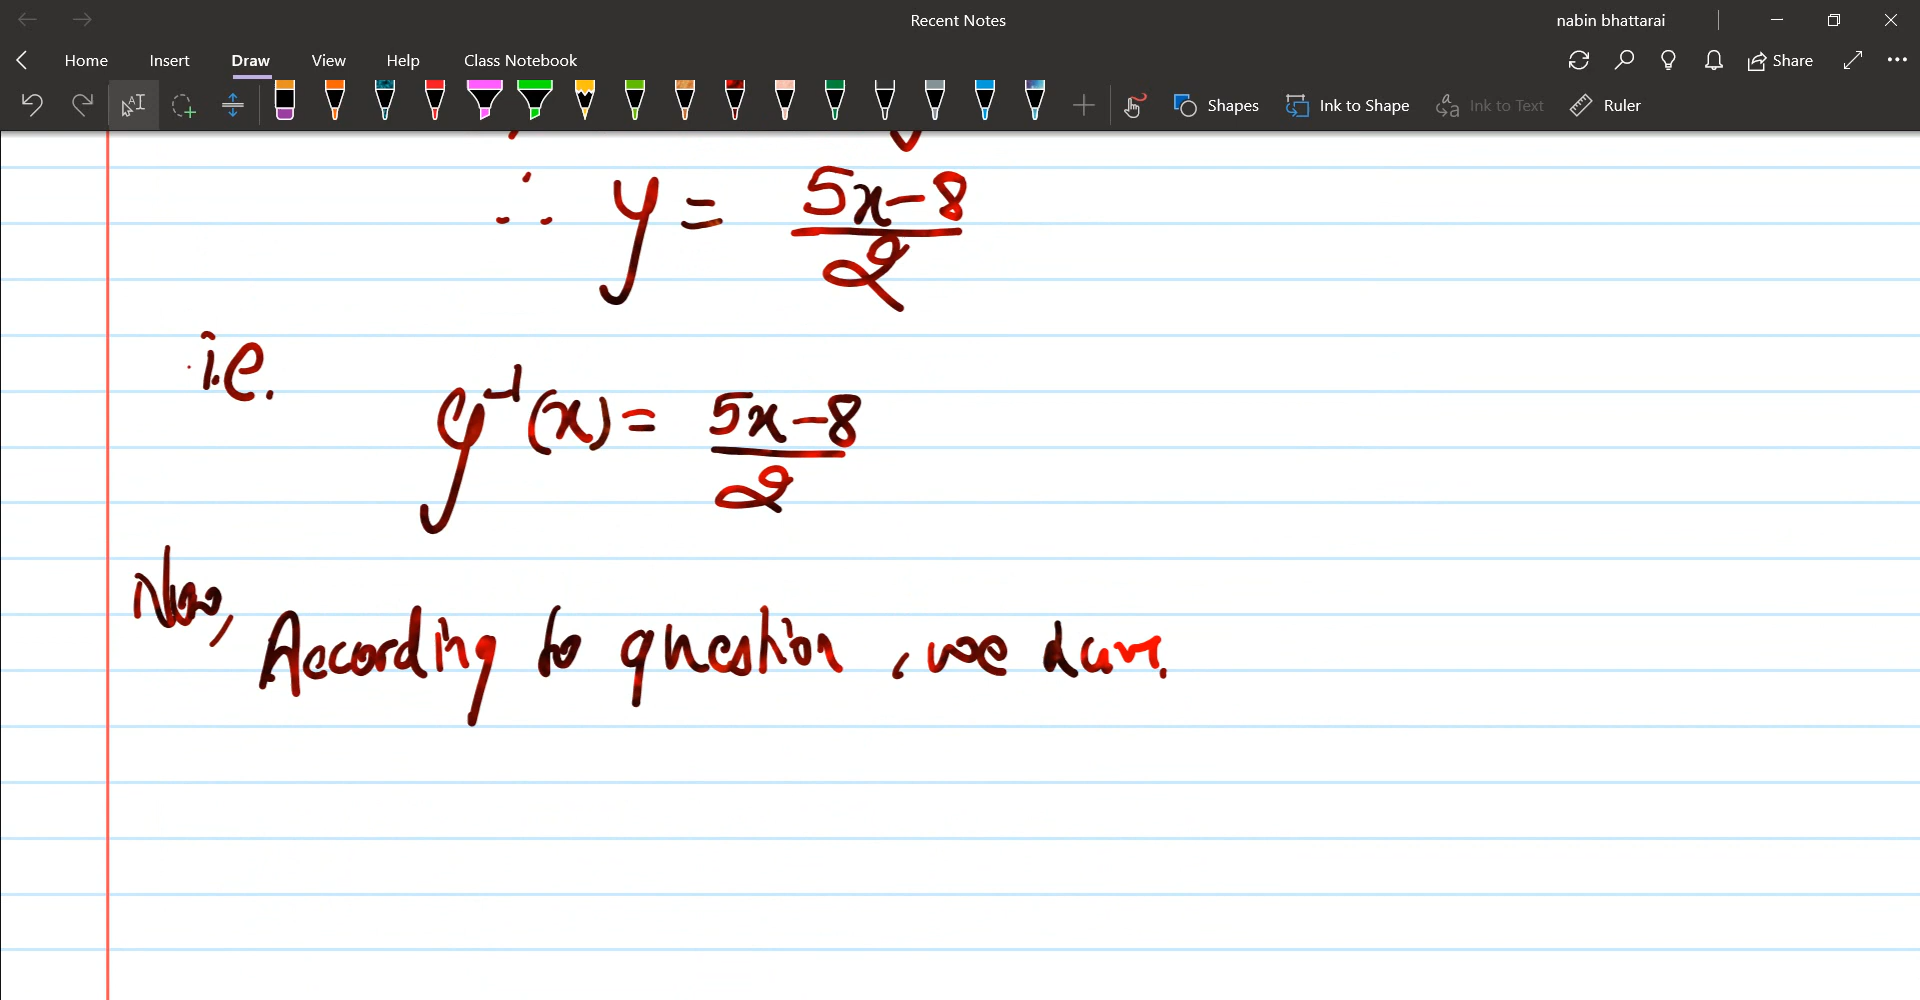 Recent Notes
nabin bhattarai
Home Insert Draw View Help Class Notebook Share
Shapes Ink to Shape Ink to Text Ruler
∴ y = 5x-8
2
i.e.
g⁻¹(x) = 5x-8
2
Now,
According to question, we have.